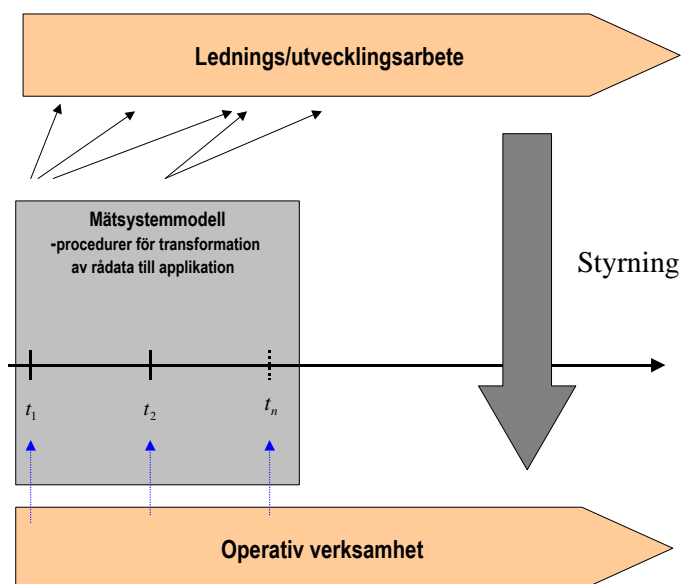 Lednings/utvecklingsarbete
Mätsystemmodell
-procedurer för transformation
av rådata till applikation
Styrning
t1 t2 tn
Operativ verksamhet